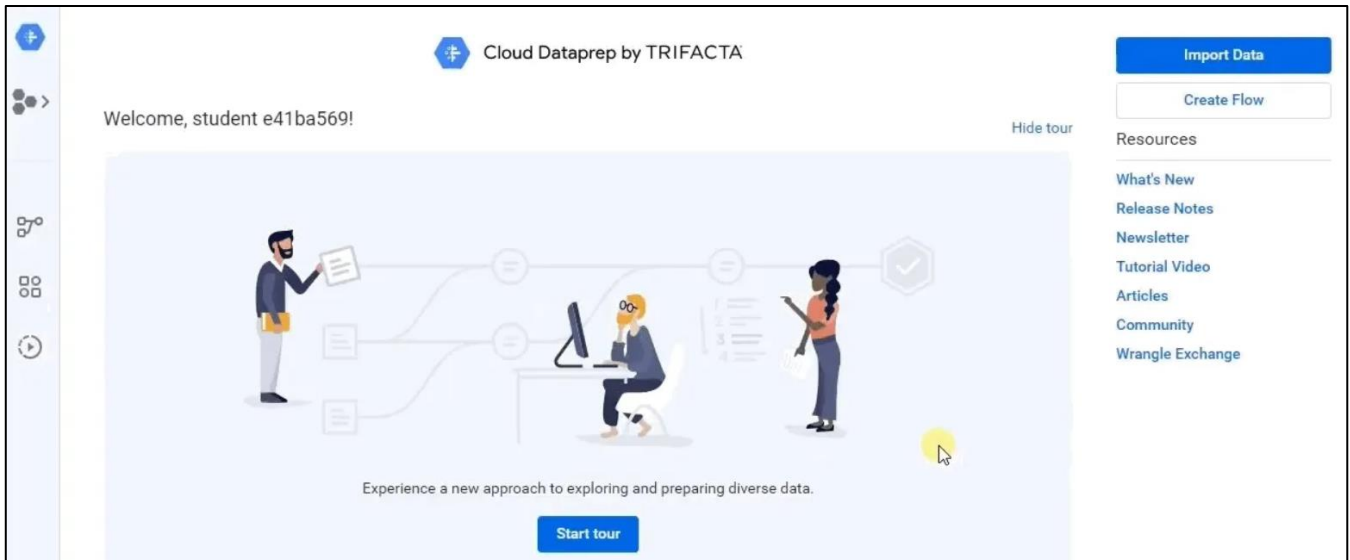 Cloud Dataprep by TRIFACTA
Welcome, student e41ba569!
Hide tour
Experience a new approach to exploring and preparing diverse data.
Start tour
Import Data
Create Flow
Resources
What's New
Release Notes
Newsletter
Tutorial Video
Articles
Community
Wrangle Exchange